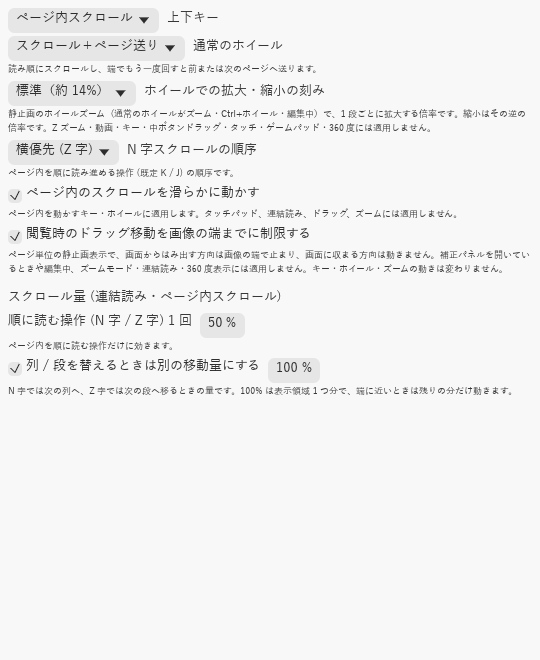 ページ内スクロール 上下キー
スクロール＋ページ送り 通常のホイール
読み順にスクロールし、端でもう一度回すと前または次のページへ送ります。
標準（約 14%） ホイールでの拡大・縮小の刻み
静止画のホイールズーム（通常のホイールがズーム・Ctrl+ホイール・編集中）で、1 段ごとに拡大する倍率です。縮小はその逆の
倍率です。Z ズーム・動画・キー・中ボタンドラッグ・タッチ・ゲームパッド・360 度には適用しません。
横優先 (Z 字) N 字スクロールの順序
ページ内を順に読み進める操作 (既定 K / J) の順序です。
ページ内のスクロールを滑らかに動かす
ページ内を動かすキー・ホイールに適用します。タッチパッド、連結読み、ドラッグ、ズームには適用しません。
閲覧時のドラッグ移動を画像の端までに制限する
ページ単位の静止画表示で、画面からはみ出す方向は画像の端で止まり、画面に収まる方向は動きません。補正パネルを開いてい
るときや編集中、ズームモード・連結読み・360 度表示には適用しません。キー・ホイール・ズームの動きは変わりません。
スクロール量 (連結読み・ページ内スクロール)
順に読む操作 (N 字 / Z 字) 1 回 50 %
ページ内を順に読む操作だけに効きます。
列 / 段を替えるときは別の移動量にする 100 %
N 字では次の列へ、Z 字では次の段へ移るときの量です。100% は表示領域 1 つ分で、端に近いときは残りの分だけ動きます。